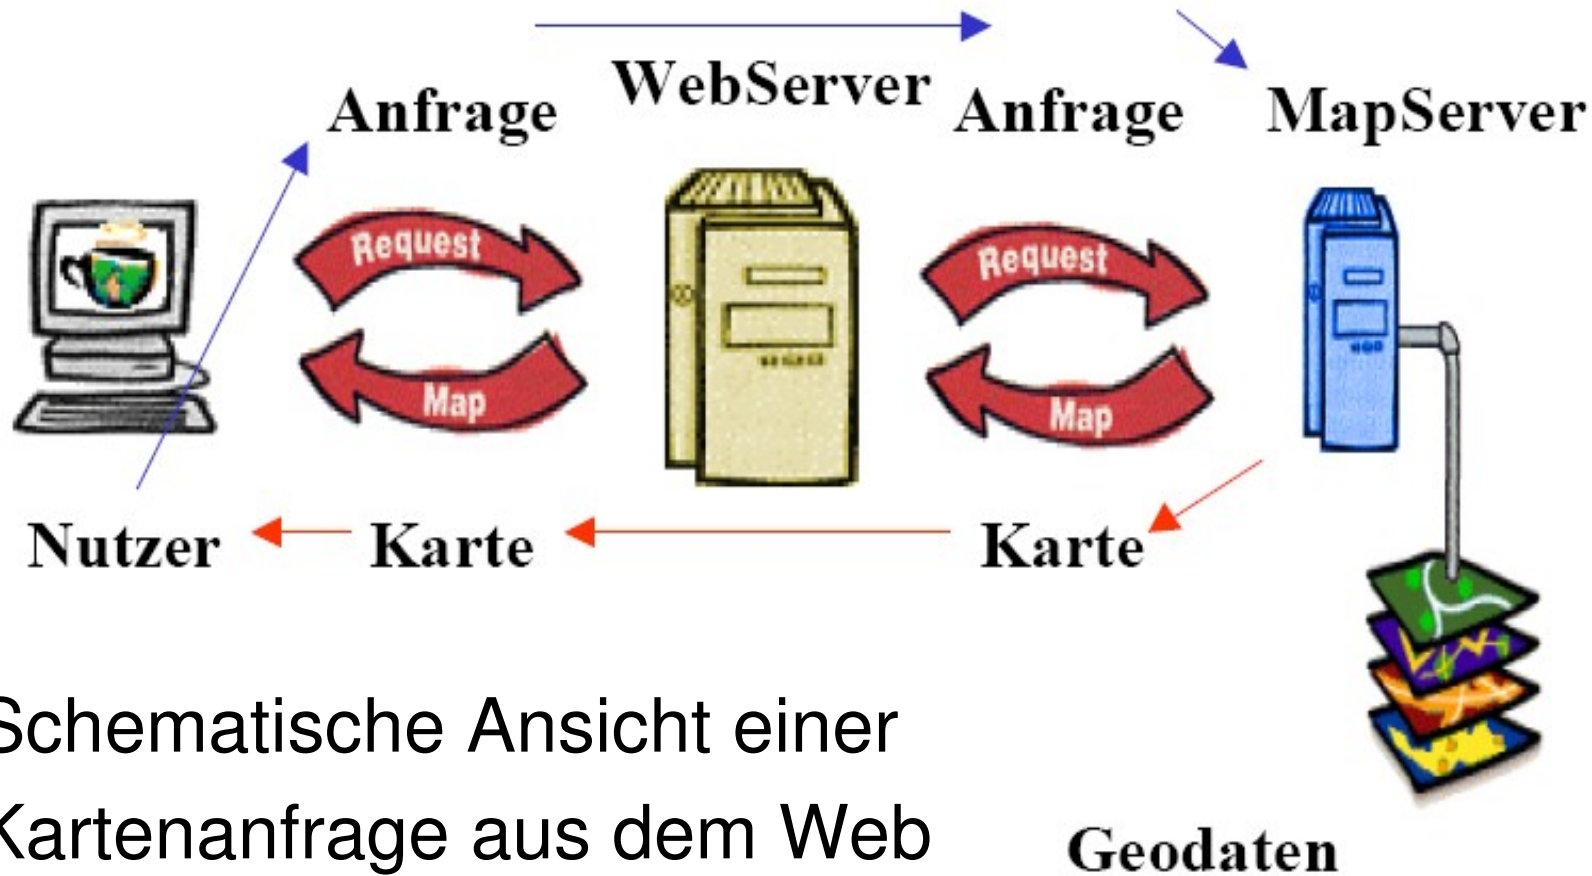 WebServer
Anfrage
Anfrage
MapServer
Request
Request
Map
Map
Nutzer
Karte
Karte
Schematische Ansicht einer
Kartenanfrage aus dem Web
Geodaten